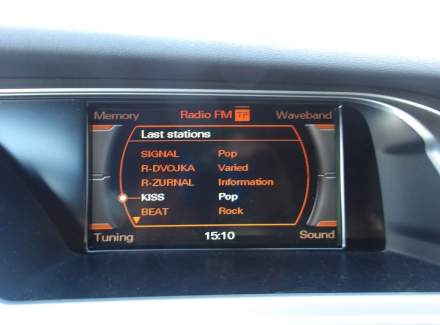 Memory Radio FM TP Waveband
Last stations
SIGNAL Pop
R-DVOJKA Varied
R-ZURNAL Information
KISS Pop
BEAT Rock
Tuning 15:10 Sound